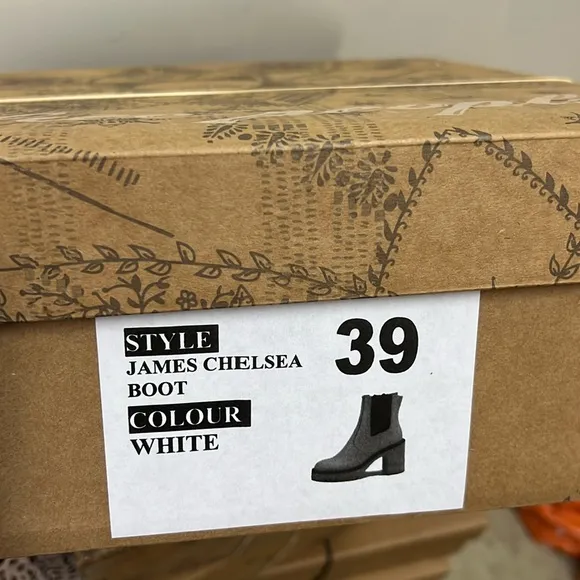 STYLE
JAMES CHELSEA
BOOT
COLOUR
WHITE
39